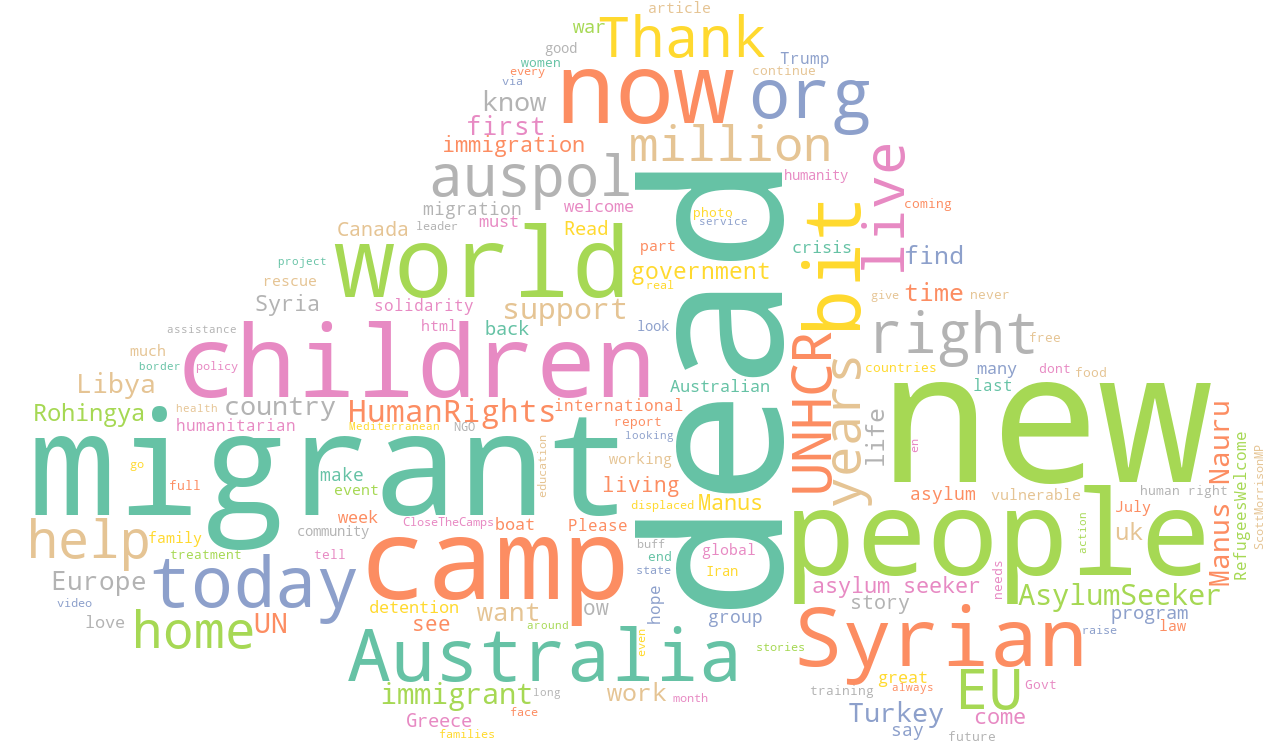 article
war
Thank
good
women
Trump
every
continue
via
now
org
know
first
immigration
million
auspol
dead
humanity
live
migration
welcome
coming
photo
bit
leader
must
service
Canada
Read
world
part
crisis
find
project
government
rescue
real
time
give
never
Syria
solidarity
support
assistance
html
back
look
right
free
children
much
border
policy
UNHCR
years
countries
many
dont
food
Libya
Australian
last
new
Rohingya
health
country
HumanRights
international
life
humanitarian
Mediterranean
NGO
report
looking
en
Manus Nauru
RefugeesWelcome
ScottMorrisonMP
migrant
go
education
working
make
full
event
living
asylum
vulnerable
human right
displaced
Manus
July
people
week
CloseTheCamps
boat
Please
action
help
family
community
uk
treatment
tell
camp
buff
global
end
Europe
today
state
Iran
needs
asylum seeker
AsylumSeeker
video
detention
want
ow
hope
group
story
program
love
home
UN
see
around
law
raise
Syrian
Australia
even
stories
immigrant
long
work
month
great
always
training
EU
Govt
Greece
face
Turkey
come
families
say
future